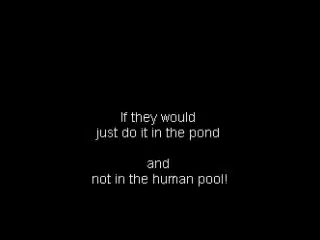 If they would
just do it in the pond
and
not in the human pool!